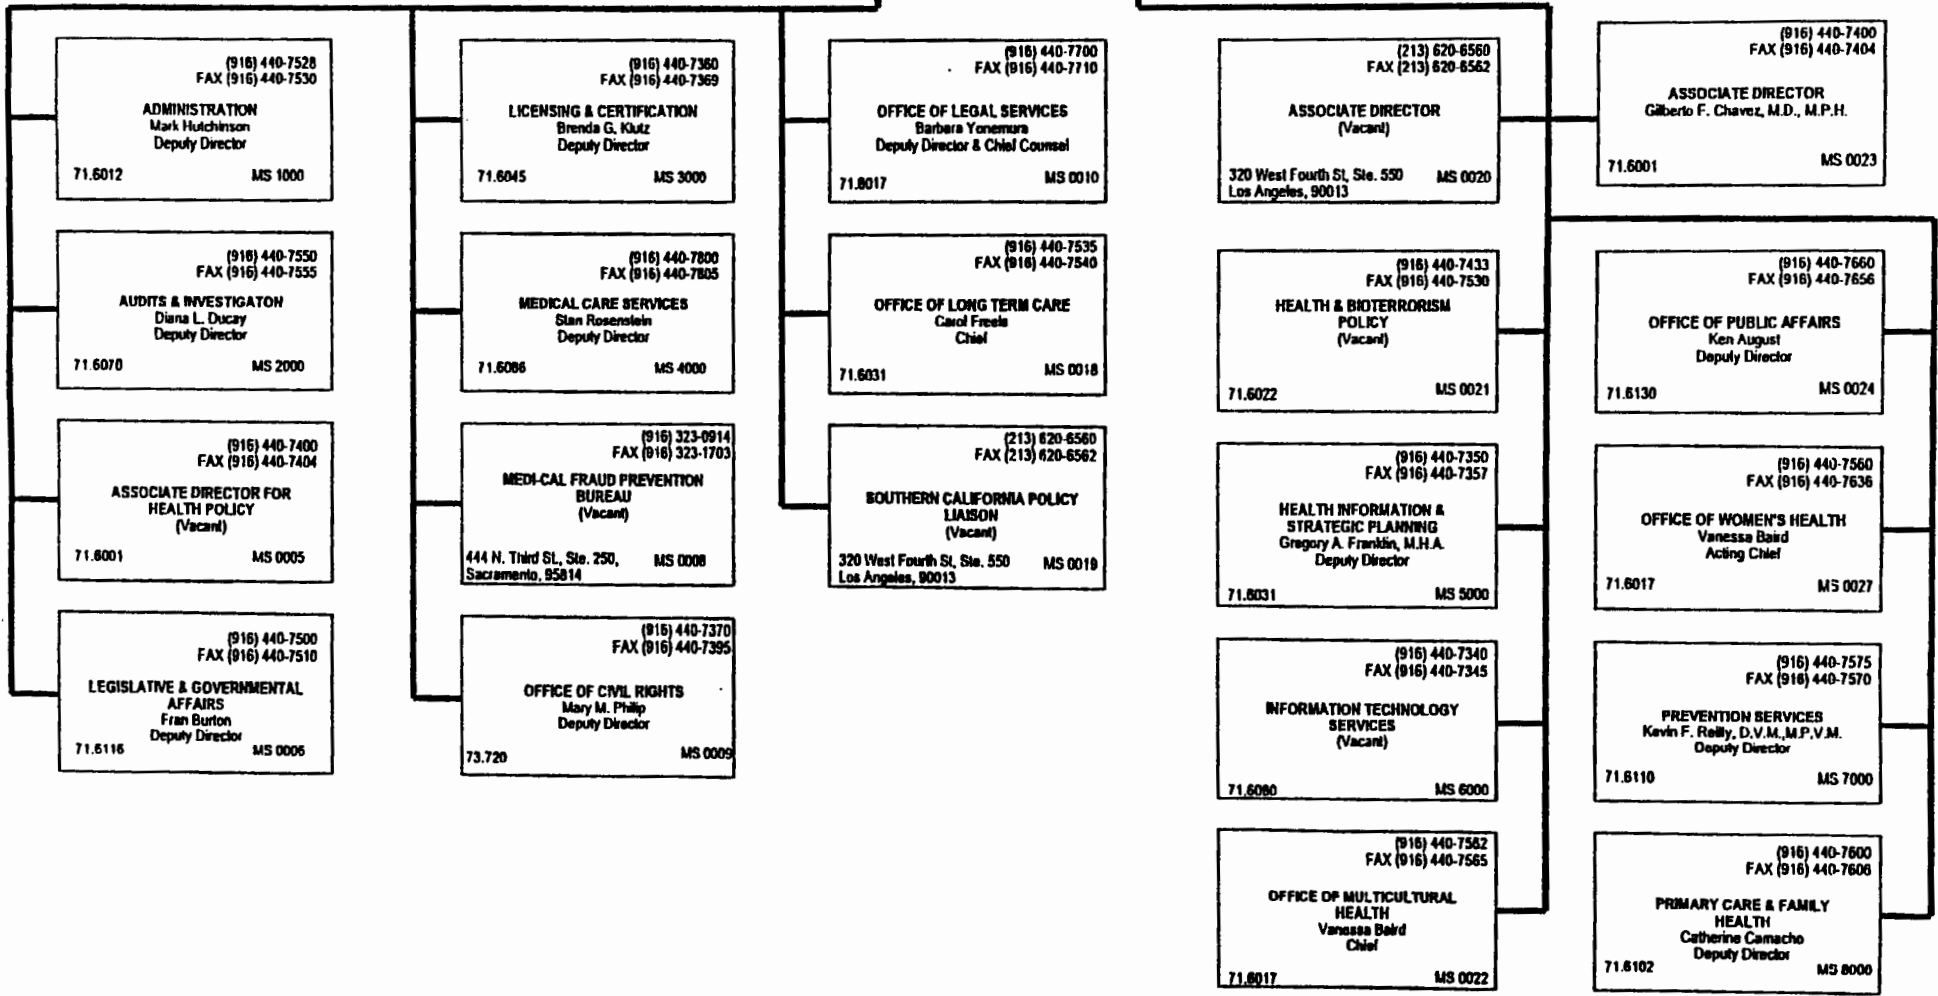 (916) 440-7528
FAX (916) 440-7530
ADMINISTRATION
Mark Hutchinson
Deputy Director
71.6012 MS 1000
(916) 440-7550
FAX (916) 440-7555
AUDITS & INVESTIGATON
Diana L. Ducay
Deputy Director
71.6070 MS 2000
(916) 440-7400
FAX (916) 440-7404
ASSOCIATE DIRECTOR FOR
HEALTH POLICY
(Vacant)
71.6001 MS 0005
(916) 440-7500
FAX (916) 440-7510
LEGISLATIVE & GOVERNMENTAL
AFFAIRS
Fran Burton
Deputy Director
71.6116 MS 0006
(916) 440-7360
FAX (916) 440-7369
LICENSING & CERTIFICATION
Brenda G. Klutz
Deputy Director
71.6045 MS 3000
(916) 440-7800
FAX (916) 440-7805
MEDICAL CARE SERVICES
Stan Rosenstein
Deputy Director
71.6086 MS 4000
(916) 323-0914
FAX (916) 323-1703
MEDI-CAL FRAUD PREVENTION
BUREAU
(Vacant)
444 N. Third St., Ste. 250, MS 0008
Sacramento, 95814
(916) 440-7370
FAX (916) 440-7395
OFFICE OF CIVIL RIGHTS
Mary M. Philip
Deputy Director
73.720 MS 0009
(916) 440-7700
FAX (916) 440-7710
OFFICE OF LEGAL SERVICES
Barbara Yonemura
Deputy Director & Chief Counsel
71.6017 MS 0010
(916) 440-7535
FAX (916) 440-7540
OFFICE OF LONG TERM CARE
Carol Freels
Chief
71.6031 MS 0018
(213) 620-6560
FAX (213) 620-6562
SOUTHERN CALIFORNIA POLICY
LIAISON
(Vacant)
320 West Fourth St, Ste. 550 MS 0019
Los Angeles, 90013
(213) 620-6560
FAX (213) 620-6562
ASSOCIATE DIRECTOR
(Vacant)
320 West Fourth St, Ste. 550 MS 0020
Los Angeles, 90013
(916) 440-7433
FAX (916) 440-7530
HEALTH & BIOTERRORISM
POLICY
(Vacant)
71.6022 MS 0021
(916) 440-7350
FAX (916) 440-7357
HEALTH INFORMATION &
STRATEGIC PLANNING
Gregory A. Franklin, M.H.A.
Deputy Director
71.6031 MS 5000
(916) 440-7340
FAX (916) 440-7345
INFORMATION TECHNOLOGY
SERVICES
(Vacant)
71.6080 MS 6000
(916) 440-7562
FAX (916) 440-7565
OFFICE OF MULTICULTURAL
HEALTH
Vanessa Baird
Chief
71.6017 MS 0022
(916) 440-7400
FAX (916) 440-7404
ASSOCIATE DIRECTOR
Gilberto F. Chavez, M.D., M.P.H.
71.6001 MS 0023
(916) 440-7660
FAX (916) 440-7656
OFFICE OF PUBLIC AFFAIRS
Ken August
Deputy Director
71.6130 MS 0024
(916) 440-7560
FAX (916) 440-7636
OFFICE OF WOMEN'S HEALTH
Vanessa Baird
Acting Chief
71.6017 MS 0027
(916) 440-7575
FAX (916) 440-7570
PREVENTION SERVICES
Kevin F. Reilly, D.V.M.,M.P.V.M.
Deputy Director
71.6110 MS 7000
(916) 440-7600
FAX (916) 440-7606
PRIMARY CARE & FAMILY
HEALTH
Catherine Camacho
Deputy Director
71.6102 MS 8000